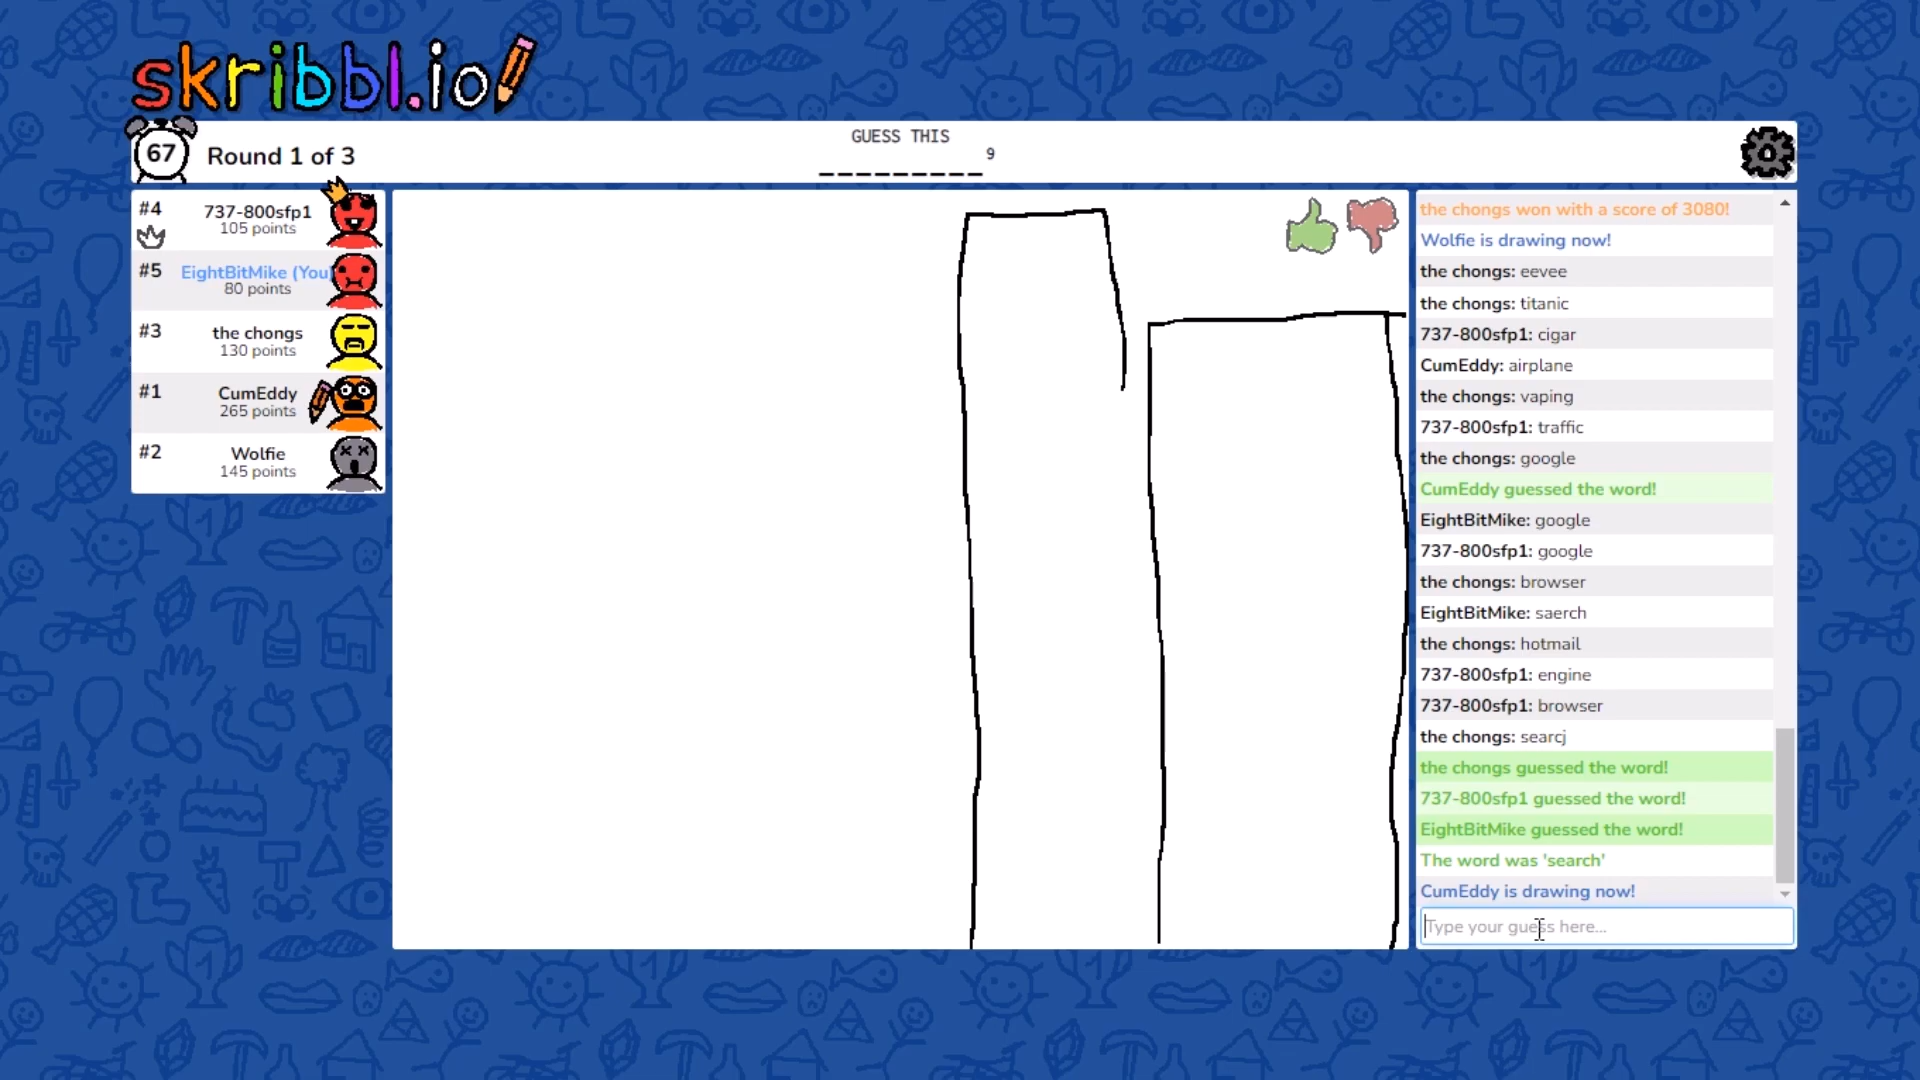 skribbl.io
67
Round 1 of 3
GUESS THIS
_________ 9
#4
737-800sfp1
105 points
#5
EightBitMike (You)
80 points
#3
the chongs
130 points
#1
CumEddy
265 points
#2
Wolfie
145 points
the chongs won with a score of 3080!
Wolfie is drawing now!
the chongs: eevee
the chongs: titanic
737-800sfp1: cigar
CumEddy: airplane
the chongs: vaping
737-800sfp1: traffic
the chongs: google
CumEddy guessed the word!
EightBitMike: google
737-800sfp1: google
the chongs: browser
EightBitMike: saerch
the chongs: hotmail
737-800sfp1: engine
737-800sfp1: browser
the chongs: searcj
the chongs guessed the word!
737-800sfp1 guessed the word!
EightBitMike guessed the word!
The word was 'search'
CumEddy is drawing now!
Type your guess here...